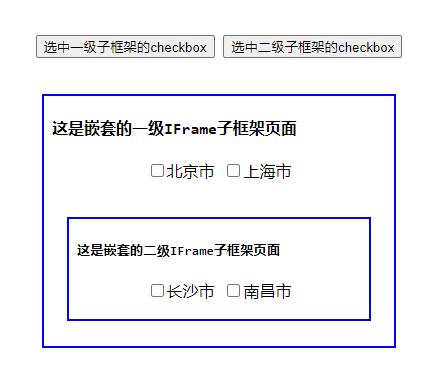 选中一级子框架的checkbox 选中二级子框架的checkbox
这是嵌套的一级IFrame子框架页面
北京市 上海市
这是嵌套的二级IFrame子框架页面
长沙市 南昌市